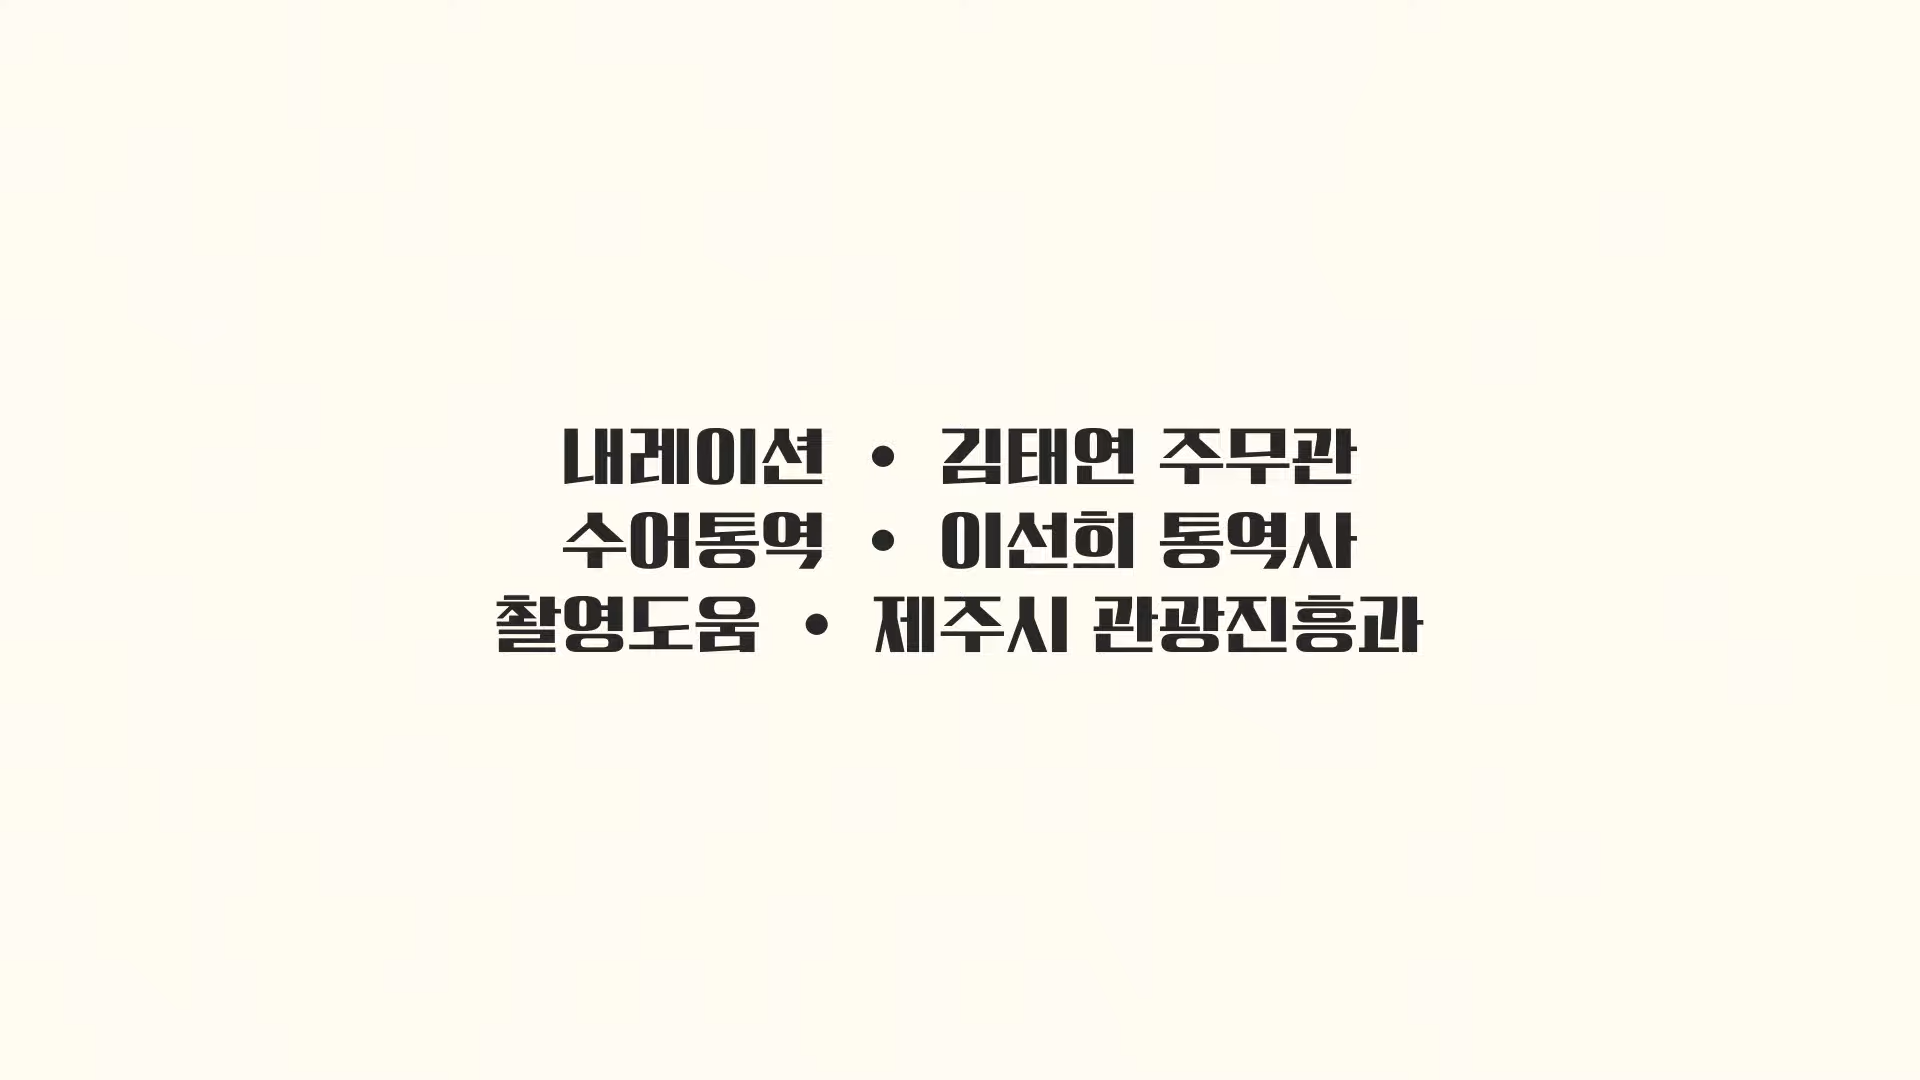 내레이션 • 김태연 주무관
수어통역 • 이선희 통역사
촬영도움 • 제주시 관광진흥과